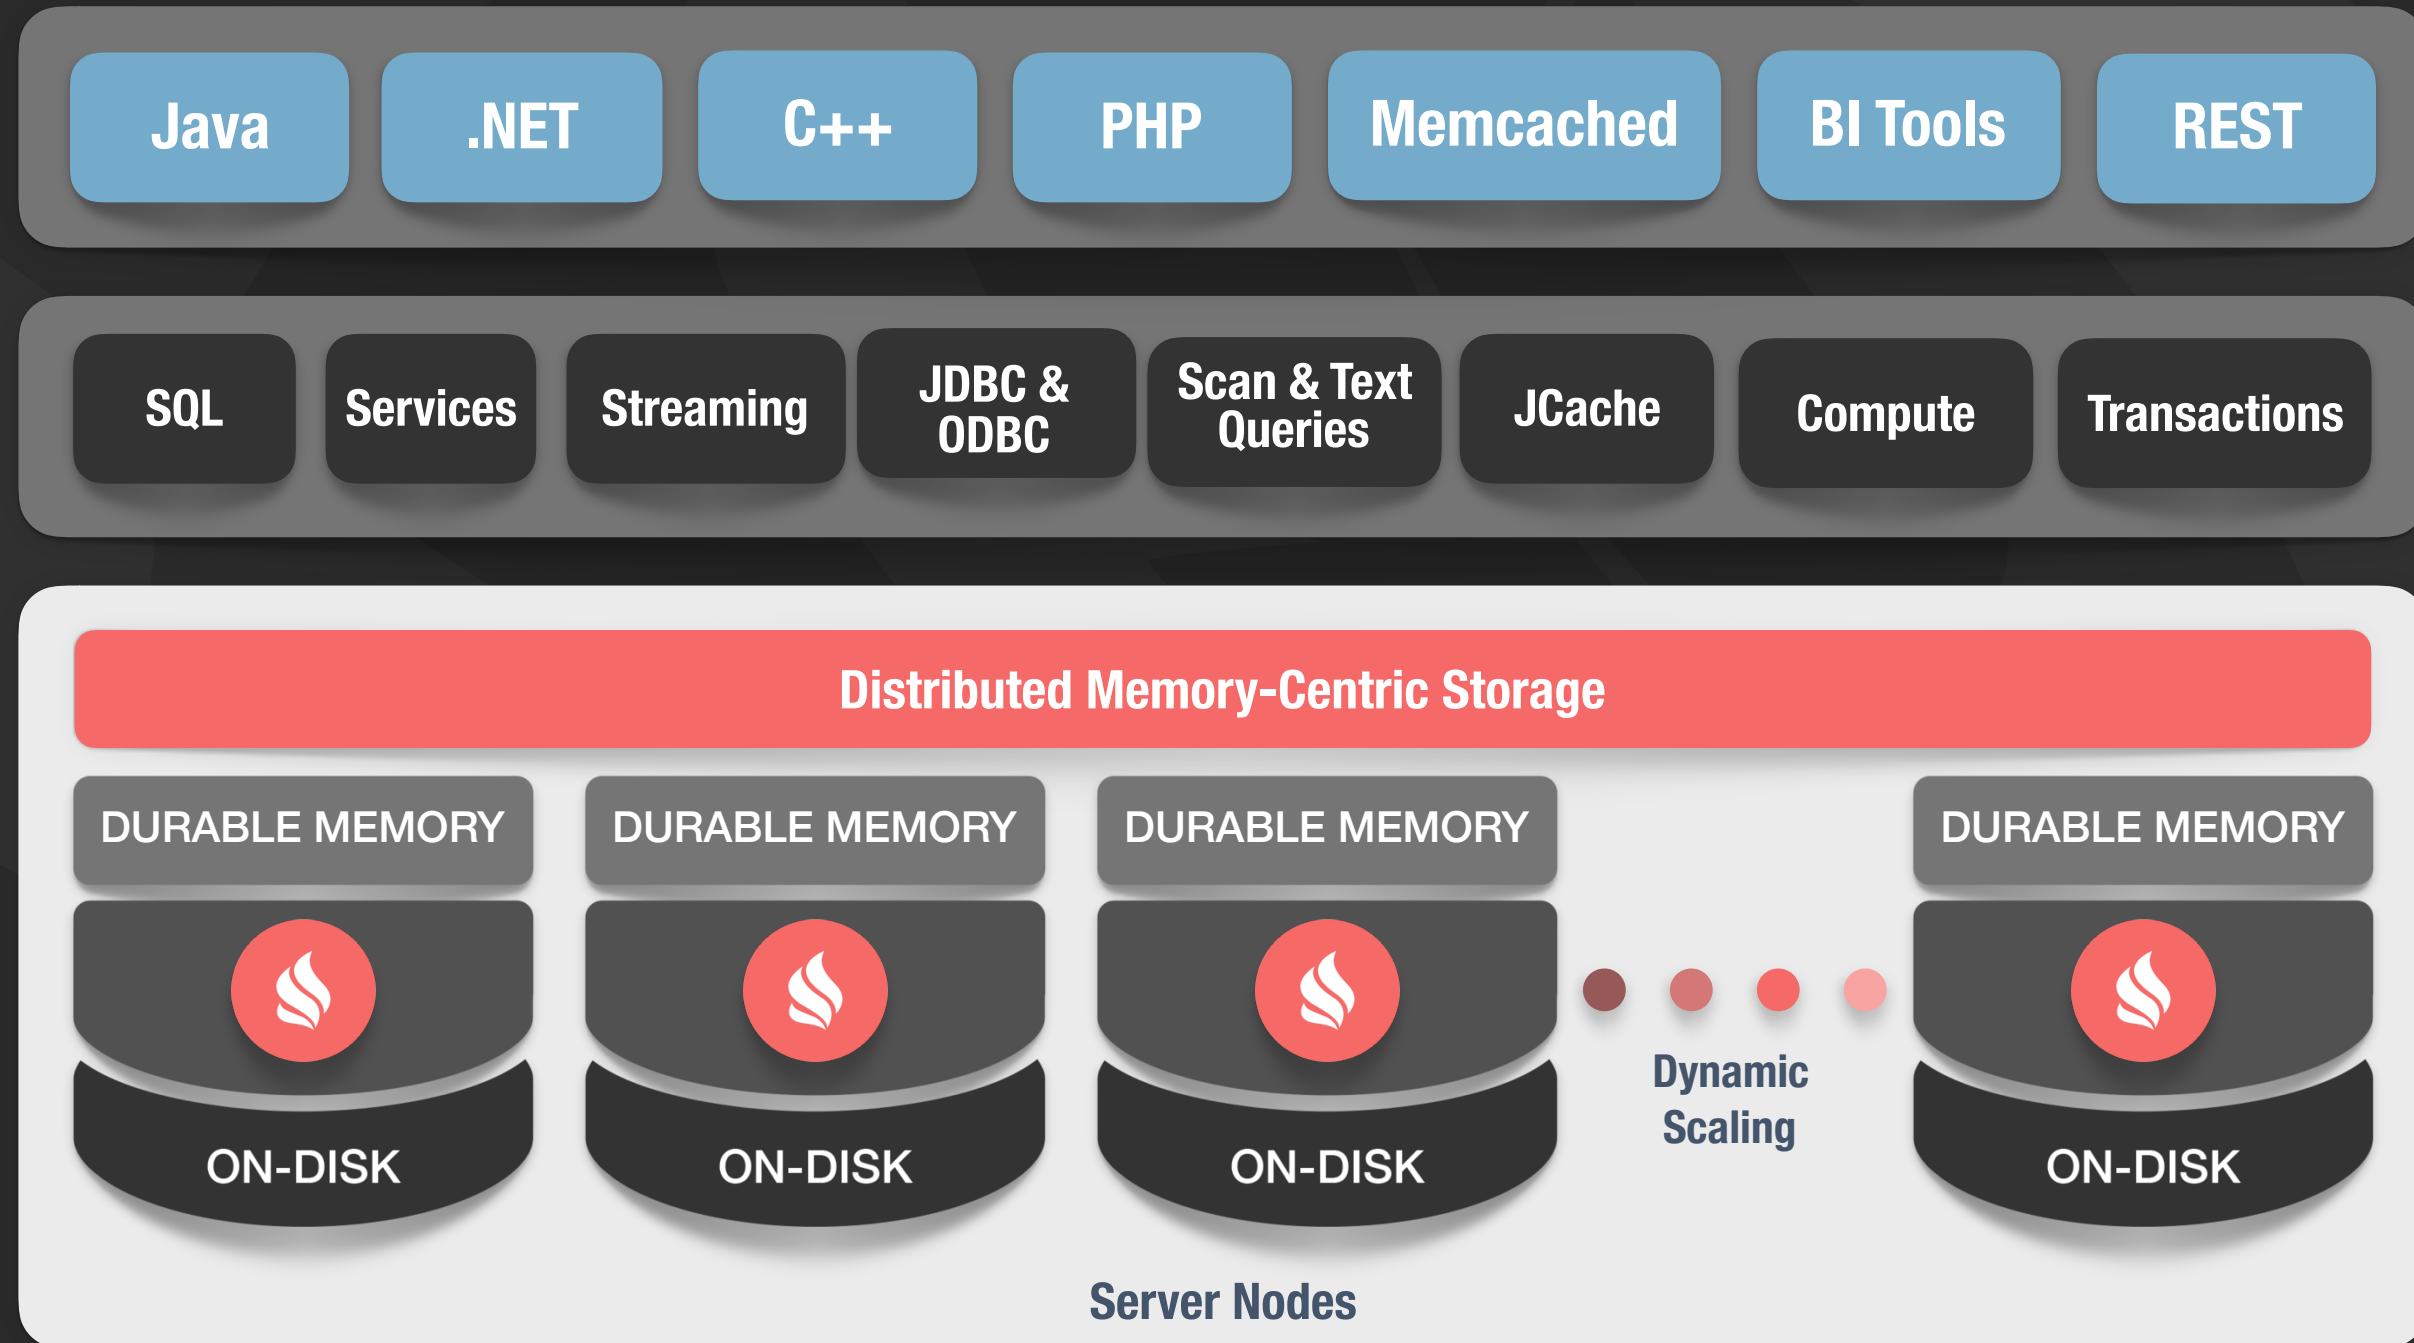 Java
.NET
C++
PHP
Memcached
BI Tools
REST
SQL
Services
Streaming
JDBC &
ODBC
Scan & Text
Queries
JCache
Compute
Transactions
Distributed Memory-Centric Storage
DURABLE MEMORY
DURABLE MEMORY
DURABLE MEMORY
DURABLE MEMORY
Dynamic
Scaling
ON-DISK
ON-DISK
ON-DISK
ON-DISK
Server Nodes